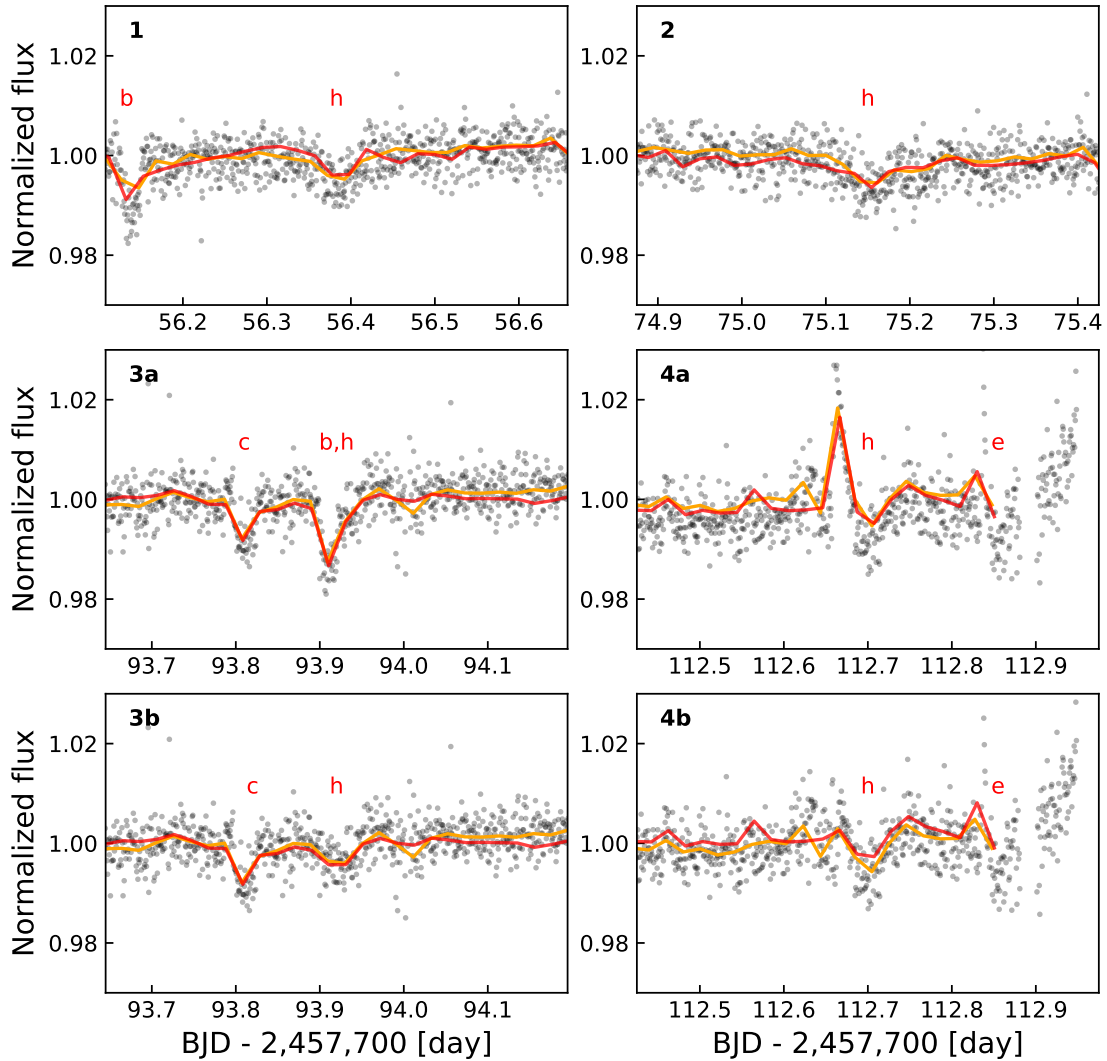 1
b
h
Normalized flux
1.02
1.00
0.98
56.2 56.3 56.4 56.5 56.6
2
h
1.02
1.00
0.98
74.9 75.0 75.1 75.2 75.3 75.4
3a
c
b,h
Normalized flux
1.02
1.00
0.98
93.7 93.8 93.9 94.0 94.1
4a
h
e
1.02
1.00
0.98
112.5 112.6 112.7 112.8 112.9
3b
c
h
Normalized flux
1.02
1.00
0.98
93.7 93.8 93.9 94.0 94.1
BJD - 2,457,700 [day]
4b
h
e
1.02
1.00
0.98
112.5 112.6 112.7 112.8 112.9
BJD - 2,457,700 [day]